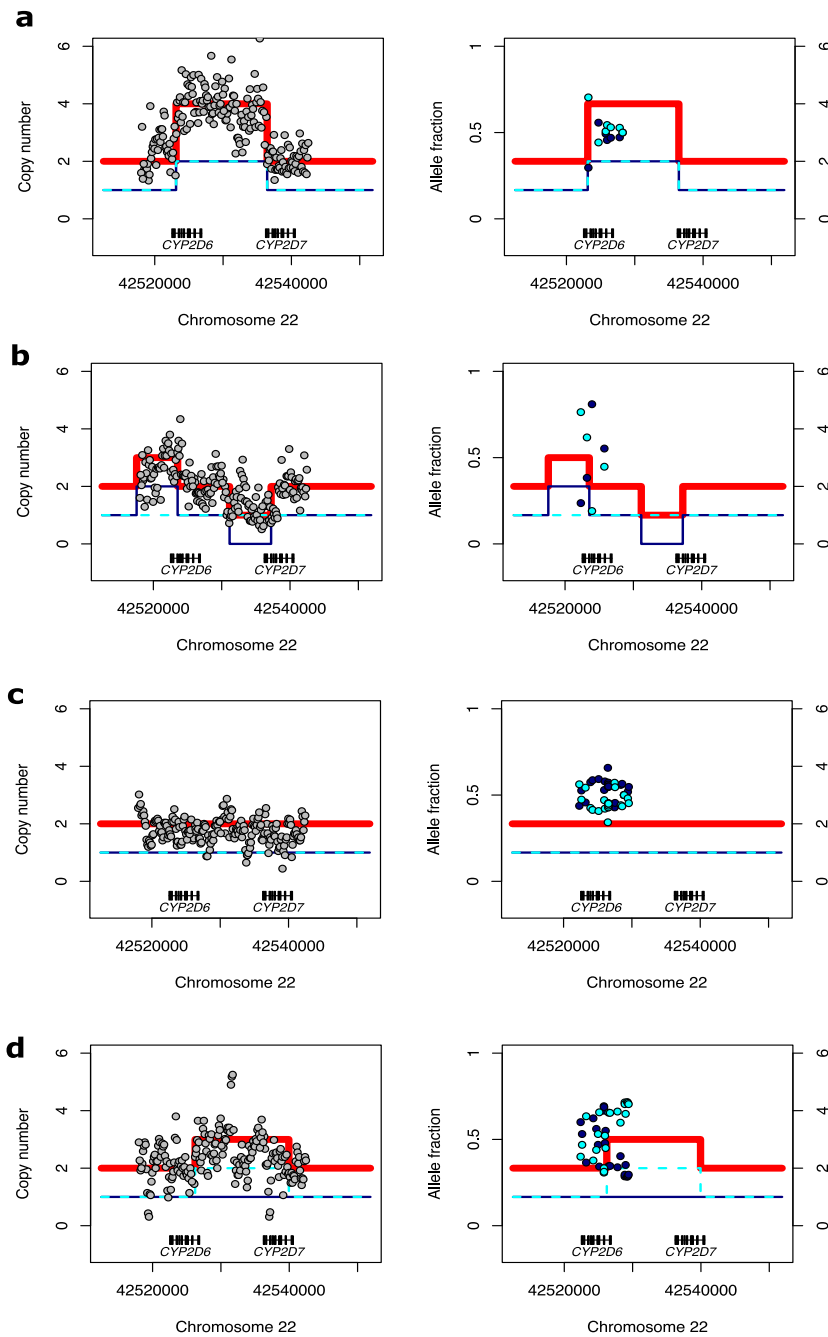 a
Copy number
0 2 4 6
CYP2D6 CYP2D7
42520000 42540000
Chromosome 22
Allele fraction
0 0.5 1
0 2 4 6
CYP2D6 CYP2D7
42520000 42540000
Chromosome 22
b
Copy number
0 2 4 6
CYP2D6 CYP2D7
42520000 42540000
Chromosome 22
Allele fraction
0 0.5 1
0 2 4 6
CYP2D6 CYP2D7
42520000 42540000
Chromosome 22
c
Copy number
0 2 4 6
CYP2D6 CYP2D7
42520000 42540000
Chromosome 22
Allele fraction
0 0.5 1
0 2 4 6
CYP2D6 CYP2D7
42520000 42540000
Chromosome 22
d
Copy number
0 2 4 6
CYP2D6 CYP2D7
42520000 42540000
Chromosome 22
Allele fraction
0 0.5 1
0 2 4 6
CYP2D6 CYP2D7
42520000 42540000
Chromosome 22